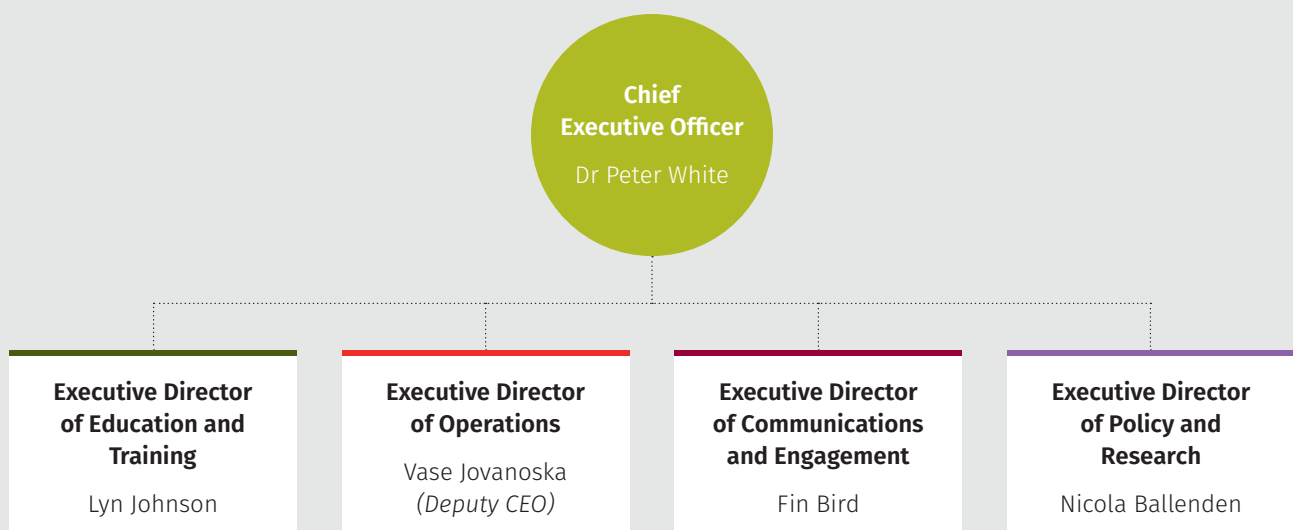 Chief
Executive Officer
Dr Peter White
Executive Director
of Education and
Training
Lyn Johnson
Executive Director
of Operations
Vase Jovanoska
(Deputy CEO)
Executive Director
of Communications
and Engagement
Fin Bird
Executive Director
of Policy and
Research
Nicola Ballenden